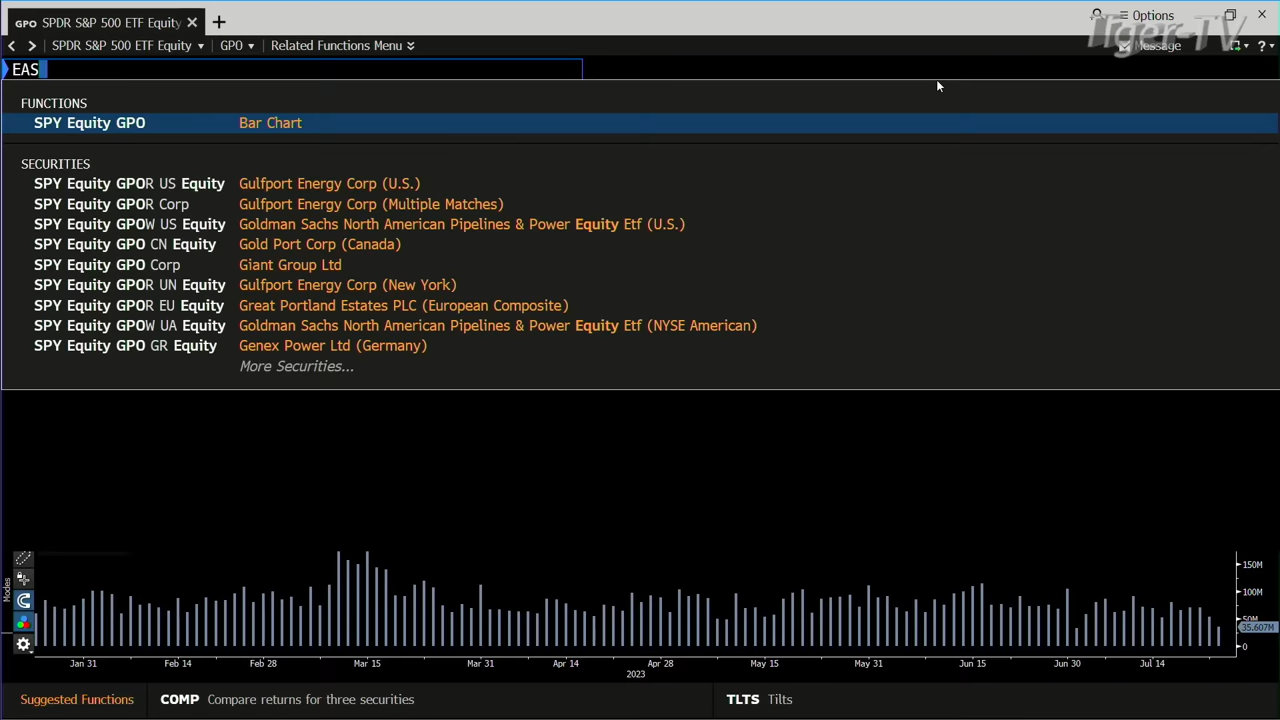 GPO SPDR S&P 500 ETF Equity
Options
SPDR S&P 500 ETF Equity GPO Related Functions Menu
Message ?
Tiger-TV
EAS
FUNCTIONS
SPY Equity GPO Bar Chart
SECURITIES
SPY Equity GPOR US Equity Gulfport Energy Corp (U.S.)
SPY Equity GPOR Corp Gulfport Energy Corp (Multiple Matches)
SPY Equity GPOW US Equity Goldman Sachs North American Pipelines & Power Equity Etf (U.S.)
SPY Equity GPO CN Equity Gold Port Corp (Canada)
SPY Equity GPO Corp Giant Group Ltd
SPY Equity GPOR UN Equity Gulfport Energy Corp (New York)
SPY Equity GPOR EU Equity Great Portland Estates PLC (European Composite)
SPY Equity GPOW UA Equity Goldman Sachs North American Pipelines & Power Equity Etf (NYSE American)
SPY Equity GPO GR Equity Genex Power Ltd (Germany)
More Securities...
Modes
150M
100M
50M
35.607M
0
Jan 31 Feb 14 Feb 28 Mar 15 Mar 31 Apr 14 Apr 28 May 15 May 31 Jun 15 Jun 30 Jul 14
2023
Suggested Functions COMP Compare returns for three securities TLTS Tilts